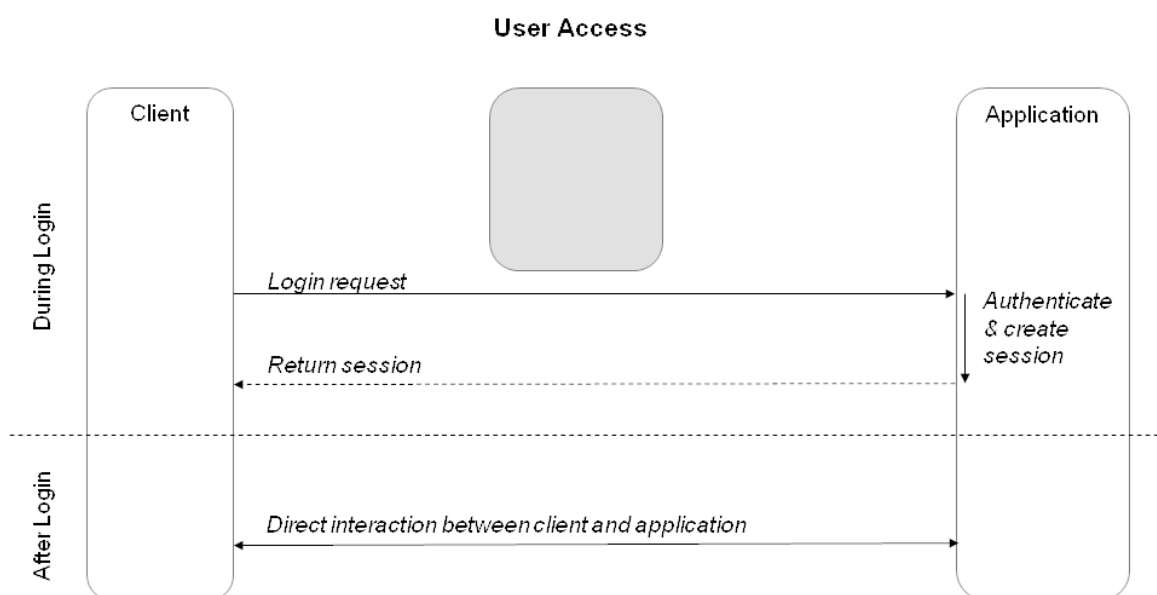 User Access
Client
Application
During Login
Login request
Authenticate
& create
session
Return session
After Login
Direct interaction between client and application